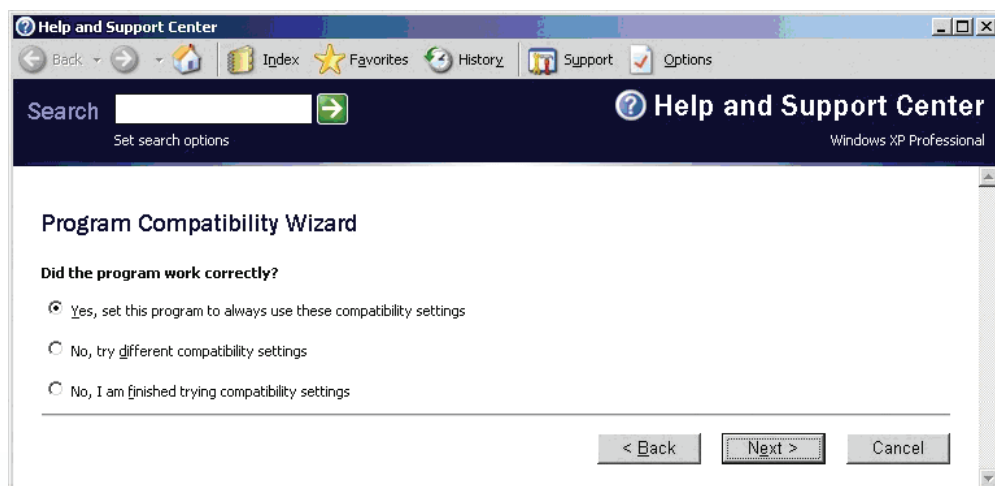 Help and Support Center
Back Index Favorites History Support Options
Search
Help and Support Center
Set search options
Windows XP Professional
Program Compatibility Wizard
Did the program work correctly?
Yes, set this program to always use these compatibility settings
No, try different compatibility settings
No, I am finished trying compatibility settings
< Back Next > Cancel